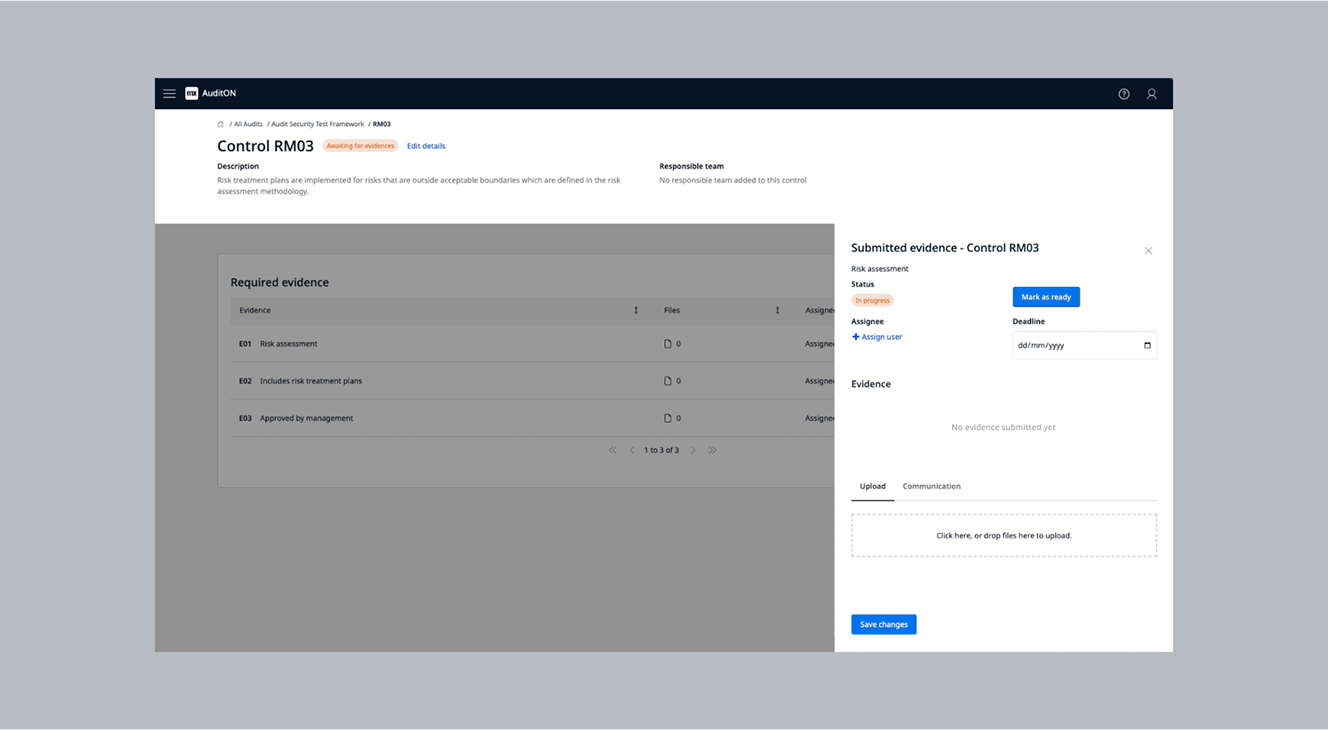 mx AuditON
/ All Audits / Audit Security Test Framework / RM03
Control RM03 Awaiting for evidences Edit details
Description
Risk treatment plans are implemented for risks that are outside acceptable boundaries which are defined in the risk
assessment methodology.
Responsible team
No responsible team added to this control
Required evidence
Evidence Files Assignee
E01 Risk assessment 0 Assignee
E02 Includes risk treatment plans 0 Assignee
E03 Approved by management 0 Assignee
1 to 3 of 3
Submitted evidence - Control RM03
Risk assessment
Status
In progress
Mark as ready
Assignee
Assign user
Deadline
dd/mm/yyyy
Evidence
No evidence submitted yet
Upload Communication
Click here, or drop files here to upload.
Save changes